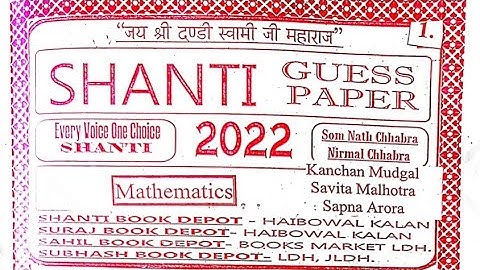 “जय श्री दण्डी स्वामी जी महाराज”
1.
SHANTI GUESS PAPER
Every Voice One Choice
SHANTI
2022
Som Nath Chhabra
Nirmal Chhabra
Kanchan Mudgal
Savita Malhotra
Sapna Arora
Mathematics
SHANTI BOOK DEPOT - HAIBOWAL KALAN
SURAJ BOOK DEPOT- HAIBOWAL KALAN
SAHIL BOOK DEPOT- BOOKS MARKET LDH.
SUBHASH BOOK DEPOT- LDH, JLDH.